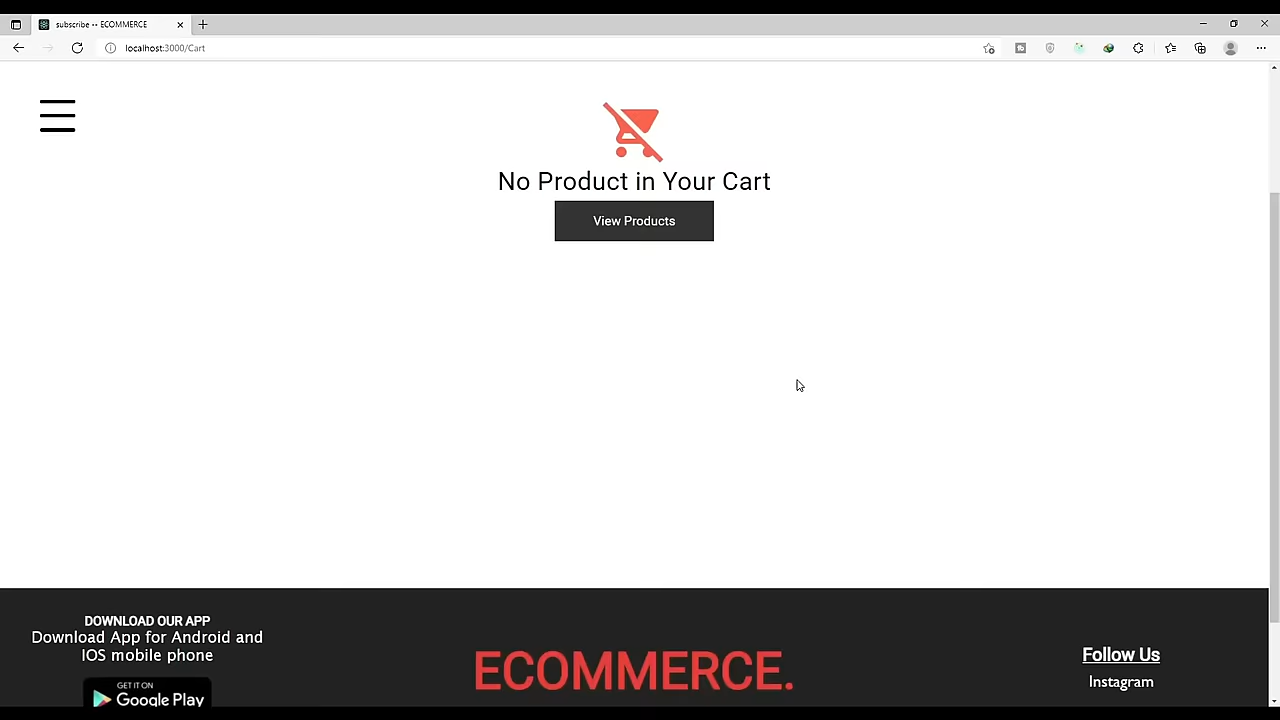 subscribe -- ECOMMERCE
localhost:3000/Cart
No Product in Your Cart
View Products
DOWNLOAD OUR APP
Download App for Android and
IOS mobile phone
GET IT ON
Google Play
ECOMMERCE.
Follow Us
Instagram